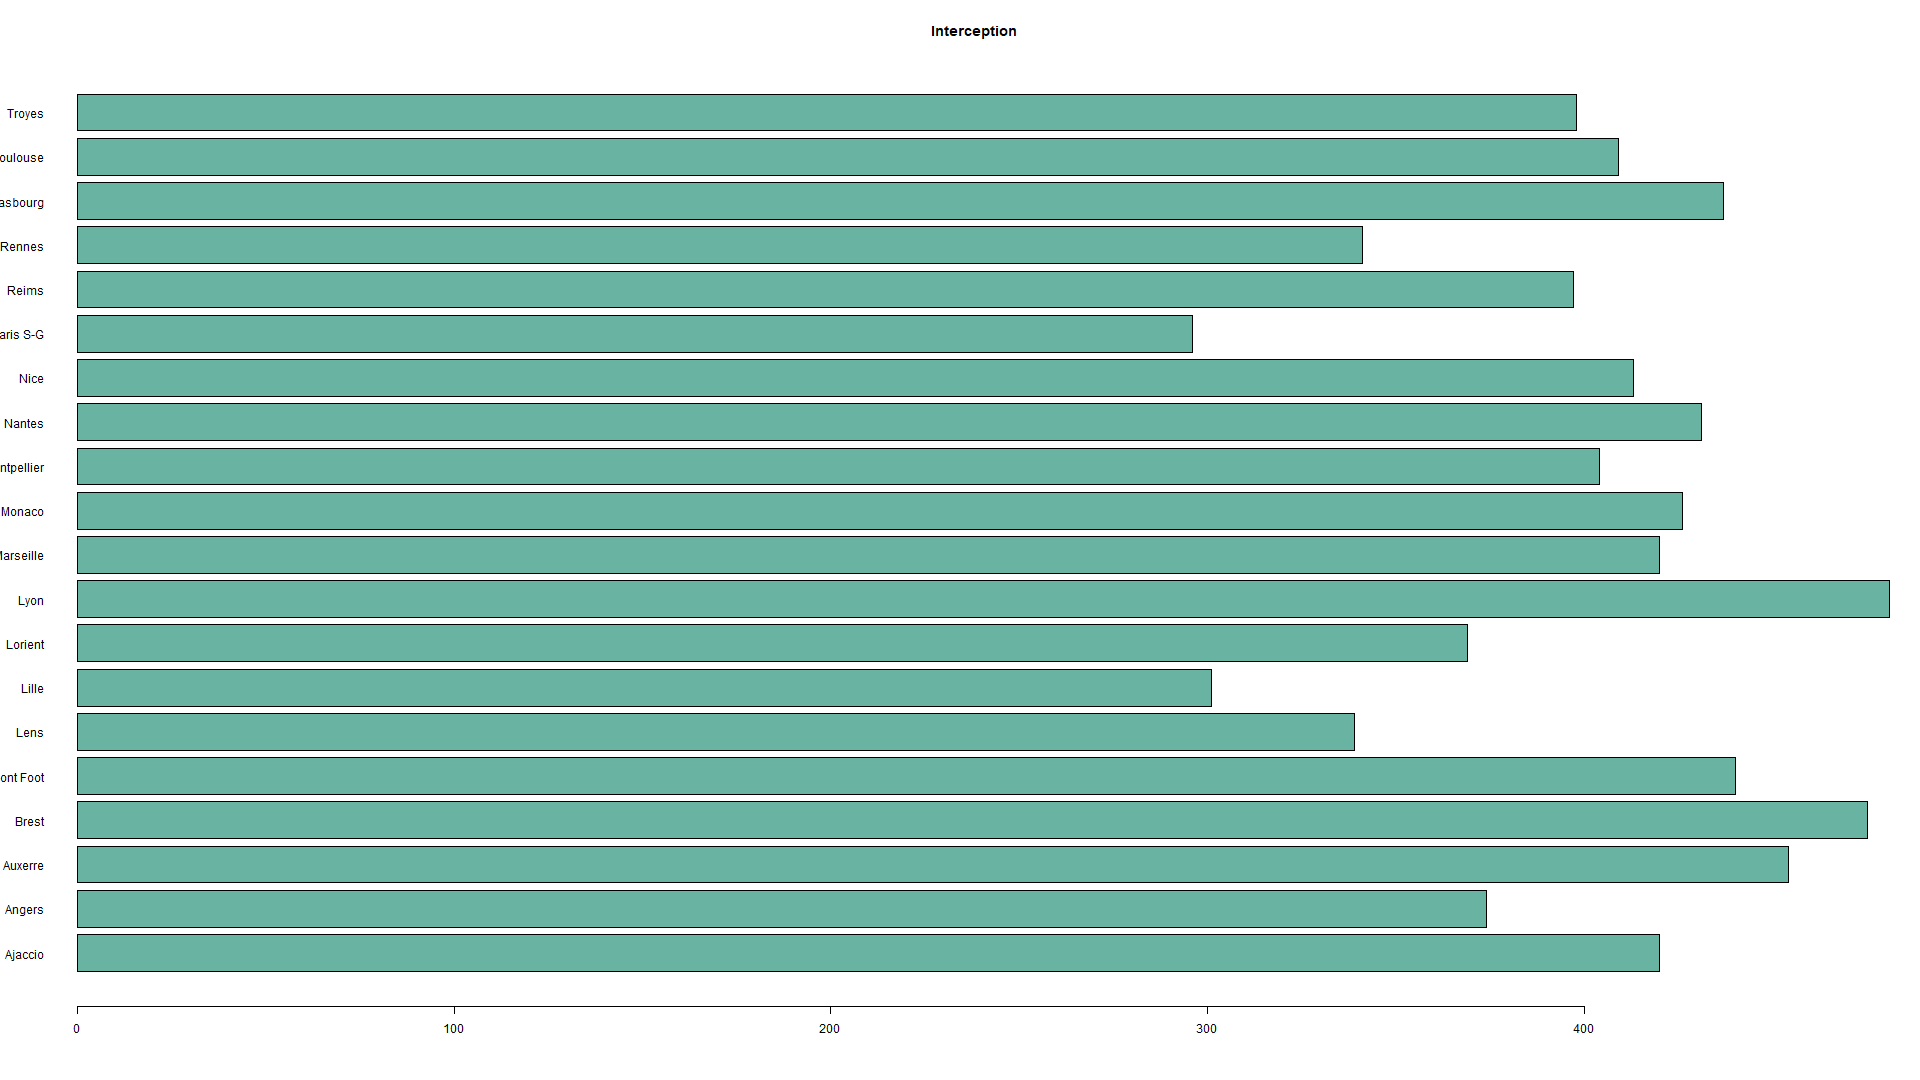 Interception
Troyes
oulouse
asbourg
Rennes
Reims
aris S-G
Nice
Nantes
ntpellier
Monaco
Marseille
Lyon
Lorient
Lille
Lens
ont Foot
Brest
Auxerre
Angers
Ajaccio
0 100 200 300 400